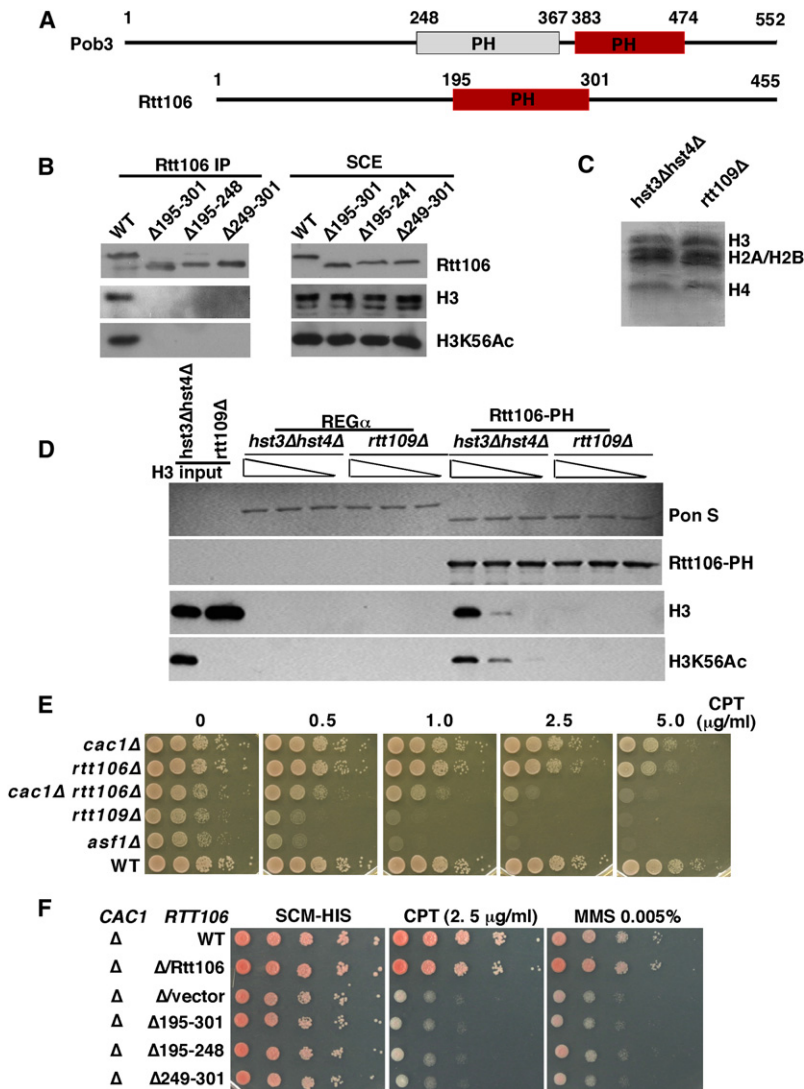 A
1 248 367 383 474 552
Pob3 PH PH
1 195 301 455
Rtt106 PH
B
Rtt106 IP SCE
WT Δ195-301 Δ195-248 Δ249-301 WT Δ195-301 Δ195-241 Δ249-301
Rtt106
H3
H3K56Ac
C
hst3Δhst4Δ rtt109Δ
H3
H2A/H2B
H4
D
hst3Δhst4Δ rtt109Δ
REGα Rtt106-PH
hst3Δhst4Δ rtt109Δ hst3Δhst4Δ rtt109Δ
H3 input
Pon S
Rtt106-PH
H3
H3K56Ac
E
0 0.5 1.0 2.5 5.0 CPT
(μg/ml)
cac1Δ
rtt106Δ
cac1Δ rtt106Δ
rtt109Δ
asf1Δ
WT
F
CAC1 RTT106 SCM-HIS CPT (2. 5 μg/ml) MMS 0.005%
Δ WT
Δ Δ/Rtt106
Δ Δ/vector
Δ Δ195-301
Δ Δ195-248
Δ Δ249-301